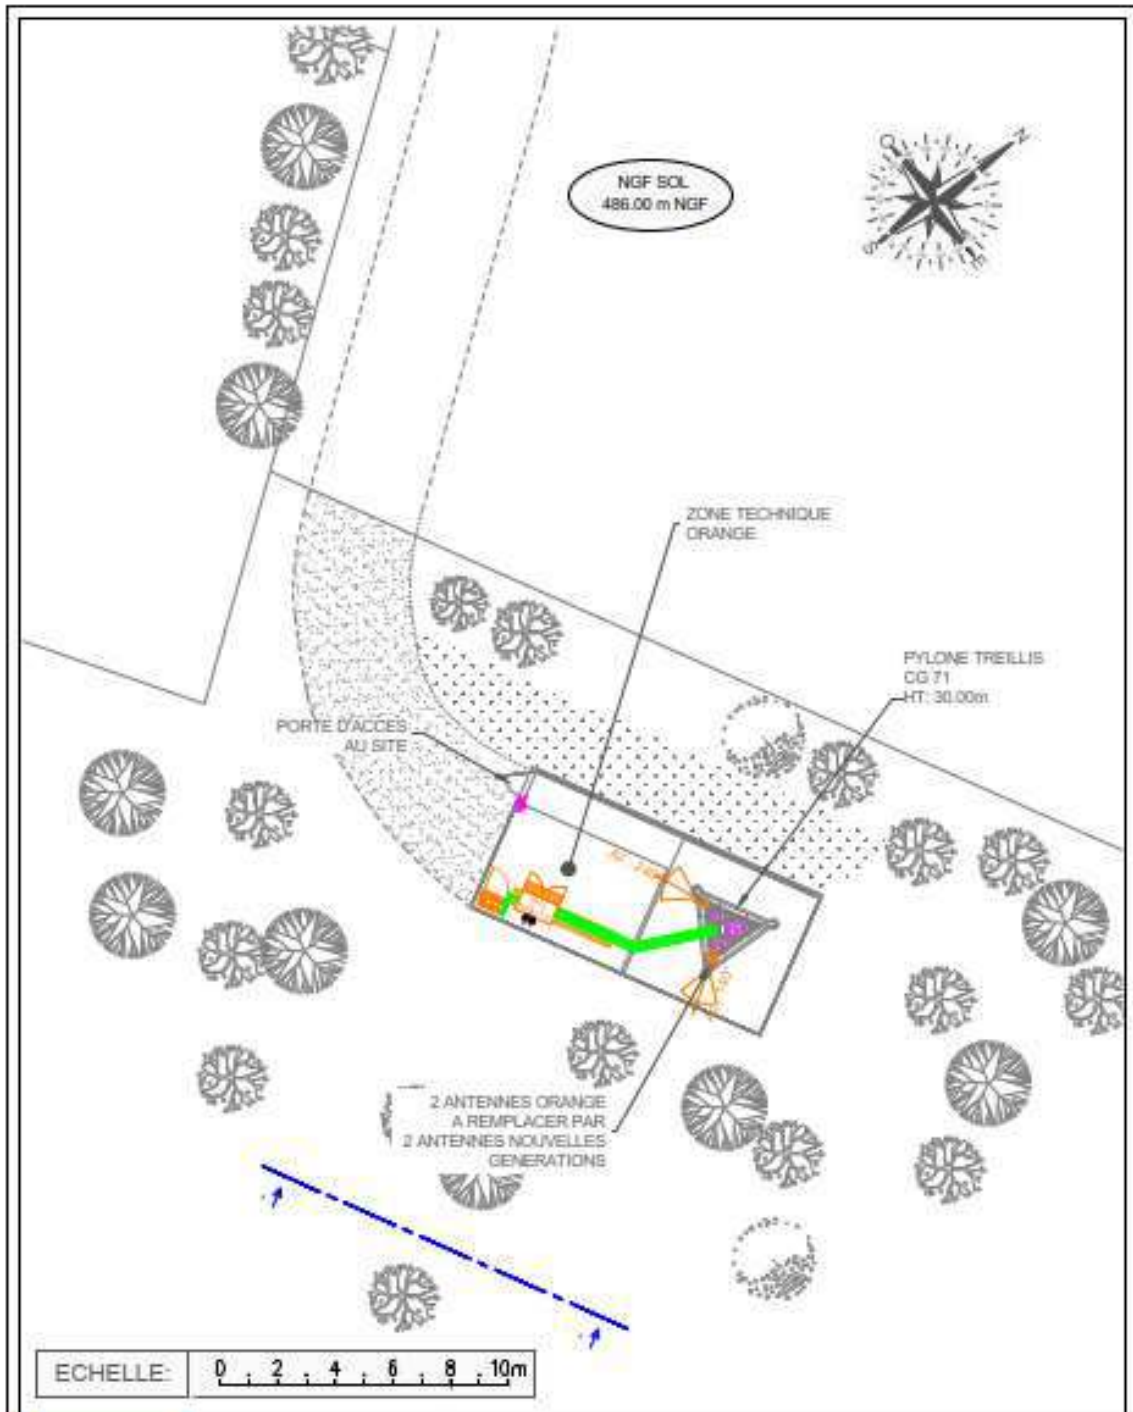 NGF SOL
486.00 m NGF
O
N
S
E
ZONE TECHNIQUE
ORANGE
PYLONE TREILLIS
CG 71
HT: 30.00m
PORTE D'ACCES
AU SITE
2 ANTENNES ORANGE
A REMPLACER PAR
2 ANTENNES NOUVELLES
GENERATIONS
ECHELLE:
0 2 4 6 8 10m